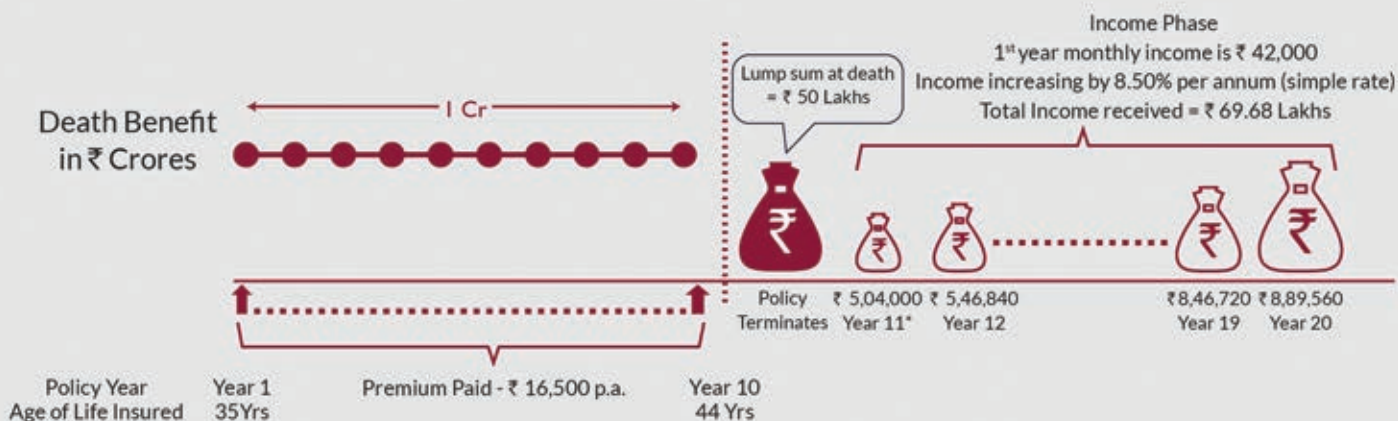 Income Phase
1st year monthly income is ₹ 42,000
Income increasing by 8.50% per annum (simple rate)
Total Income received = ₹ 69.68 Lakhs
Lump sum at death
= ₹ 50 Lakhs
1 Cr
Death Benefit
in ₹ Crores
₹
₹
₹
₹
₹
Policy
Terminates
₹ 5,04,000
Year 11*
₹ 5,46,840
Year 12
₹8,46,720
Year 19
₹8,89,560
Year 20
Policy Year
Age of Life Insured
Year 1
35Yrs
Premium Paid - ₹ 16,500 p.a.
Year 10
44 Yrs